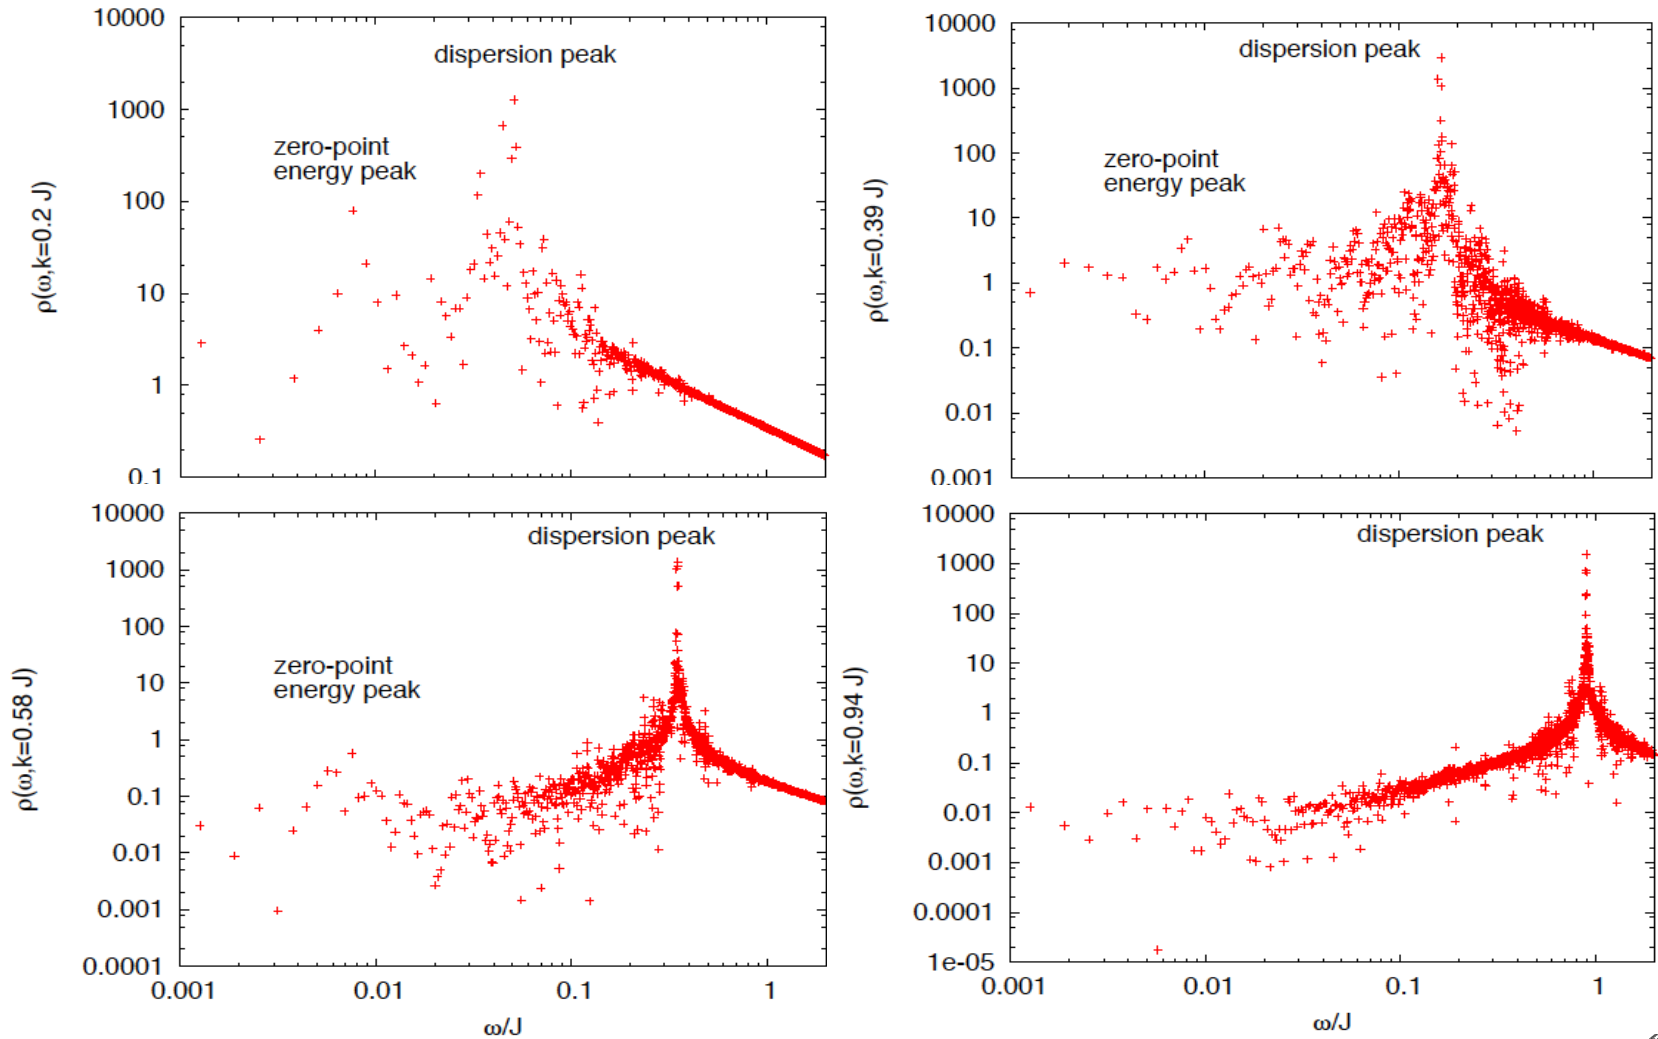 10000
1000
100
10
1
0.1
ρ(ω,k=0.2 J)
dispersion peak
zero-point
energy peak
10000
1000
100
10
1
0.1
0.01
0.001
ρ(ω,k=0.39 J)
dispersion peak
zero-point
energy peak
10000
1000
100
10
1
0.1
0.01
0.001
0.0001
ρ(ω,k=0.58 J)
dispersion peak
zero-point
energy peak
0.001 0.01 0.1 1
ω/J
10000
1000
100
10
1
0.1
0.01
0.001
0.0001
1e-05
ρ(ω,k=0.94 J)
dispersion peak
0.001 0.01 0.1 1
ω/J